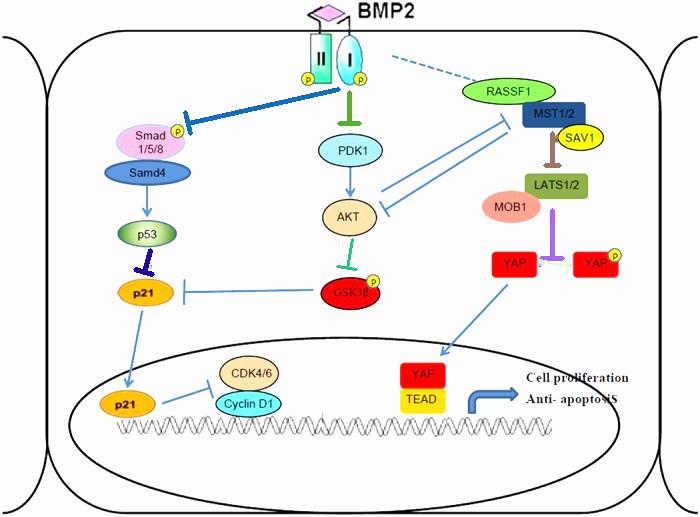 BMP2
II
I
P
P
RASSF1
MST1/2
SAV1
Smad
1/5/8
P
Samd4
PDK1
LATS1/2
MOB1
AKT
p53
YAP
YAP
P
p21
GSK3β
P
CDK4/6
Cyclin D1
p21
YAP
TEAD
Cell proliferation
Anti- apoptosiS